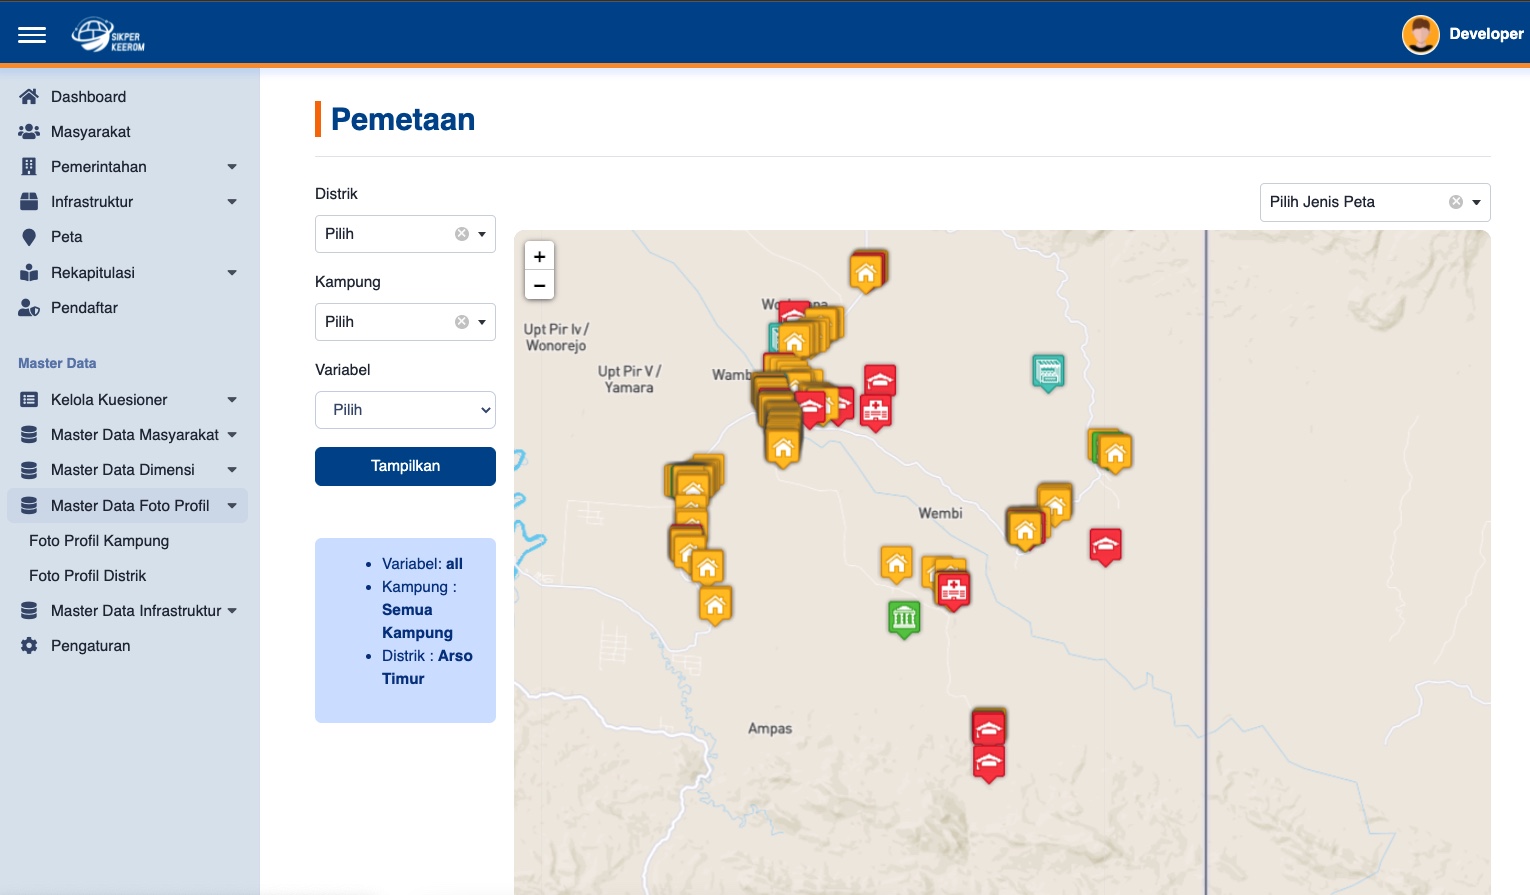 SIKPER
KEEROM
Developer
Dashboard
Masyarakat
Pemerintahan
Infrastruktur
Peta
Rekapitulasi
Pendaftar
Master Data
Kelola Kuesioner
Master Data Masyarakat
Master Data Dimensi
Master Data Foto Profil
Foto Profil Kampung
Foto Profil Distrik
Master Data Infrastruktur
Pengaturan
Pemetaan
Distrik
Pilih
Kampung
Pilih
Variabel
Pilih
Tampilkan
Variabel: all
Kampung :
Semua
Kampung
Distrik : Arso
Timur
Pilih Jenis Peta
+
−
Upt Pir Iv /
Wonorejo
Upt Pir V /
Yamara
Wembi
Ampas